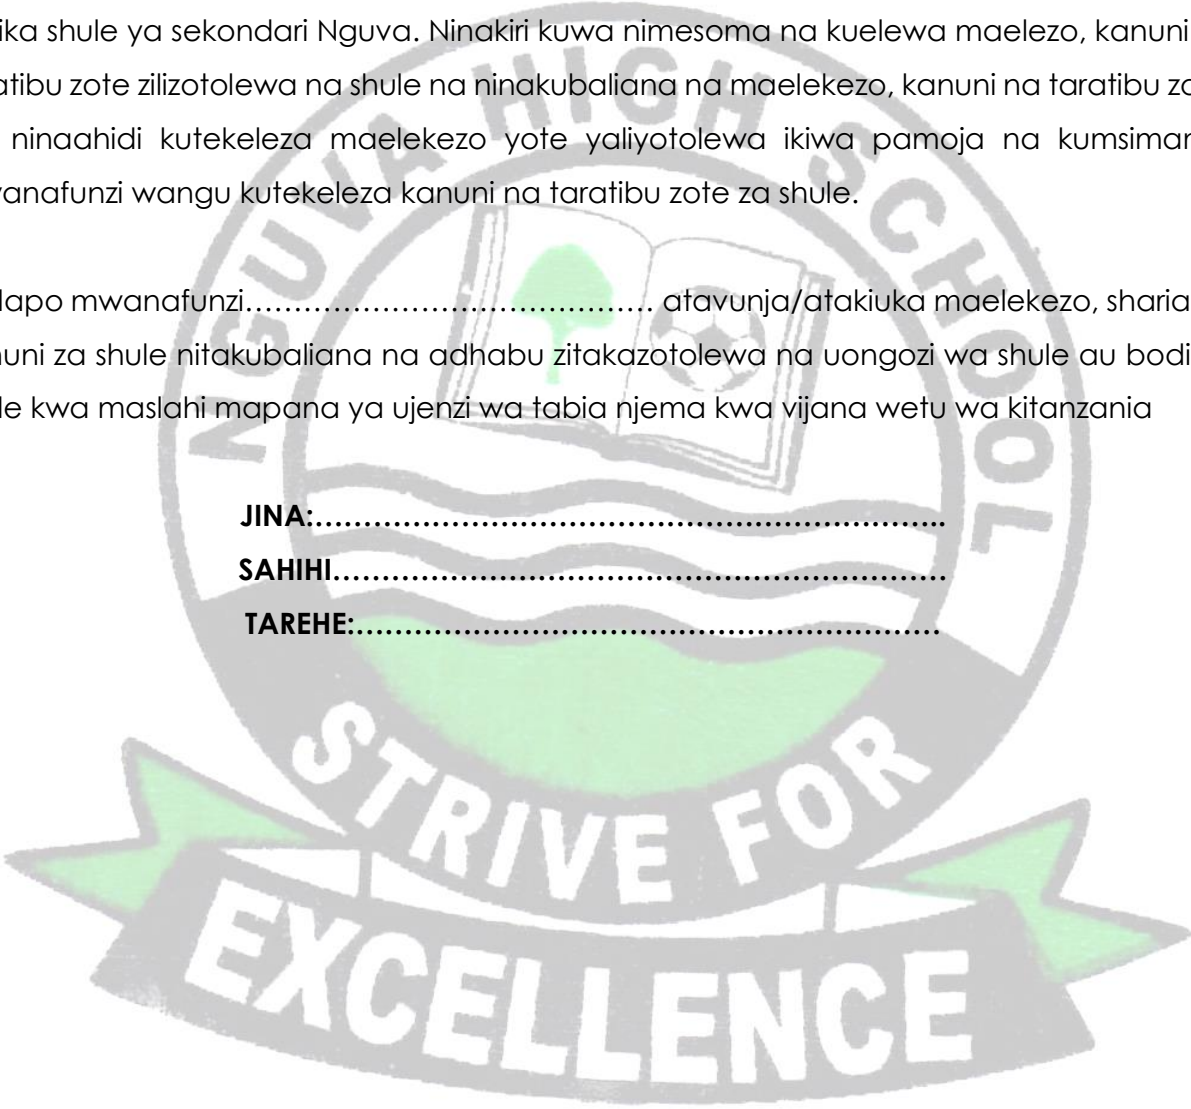 ika shule ya sekondari Nguva. Ninakiri kuwa nimesoma na kuelewa maelezo, kanuni
atibu zote zilizotolewa na shule na ninakubaliana na maelekezo, kanuni na taratibu za
ninaahidi kutekeleza maelekezo yote yaliyotolewa ikiwa pamoja na kumsimar
anafunzi wangu kutekeleza kanuni na taratibu zote za shule.
lapo mwanafunzi…………………………………… atavunja/atakiuka maelekezo, sharia
nuni za shule nitakubaliana na adhabu zitakazotolewa na uongozi wa shule au bodi
le kwa maslahi mapana ya ujenzi wa tabia njema kwa vijana wetu wa kitanzania
JINA:………………………………………………………..
SAHIHI………………………………………………………
TAREHE:……………………………………………………
NGUVA HIGH SCHOOL
STRIVE FOR
EXCELLENCE